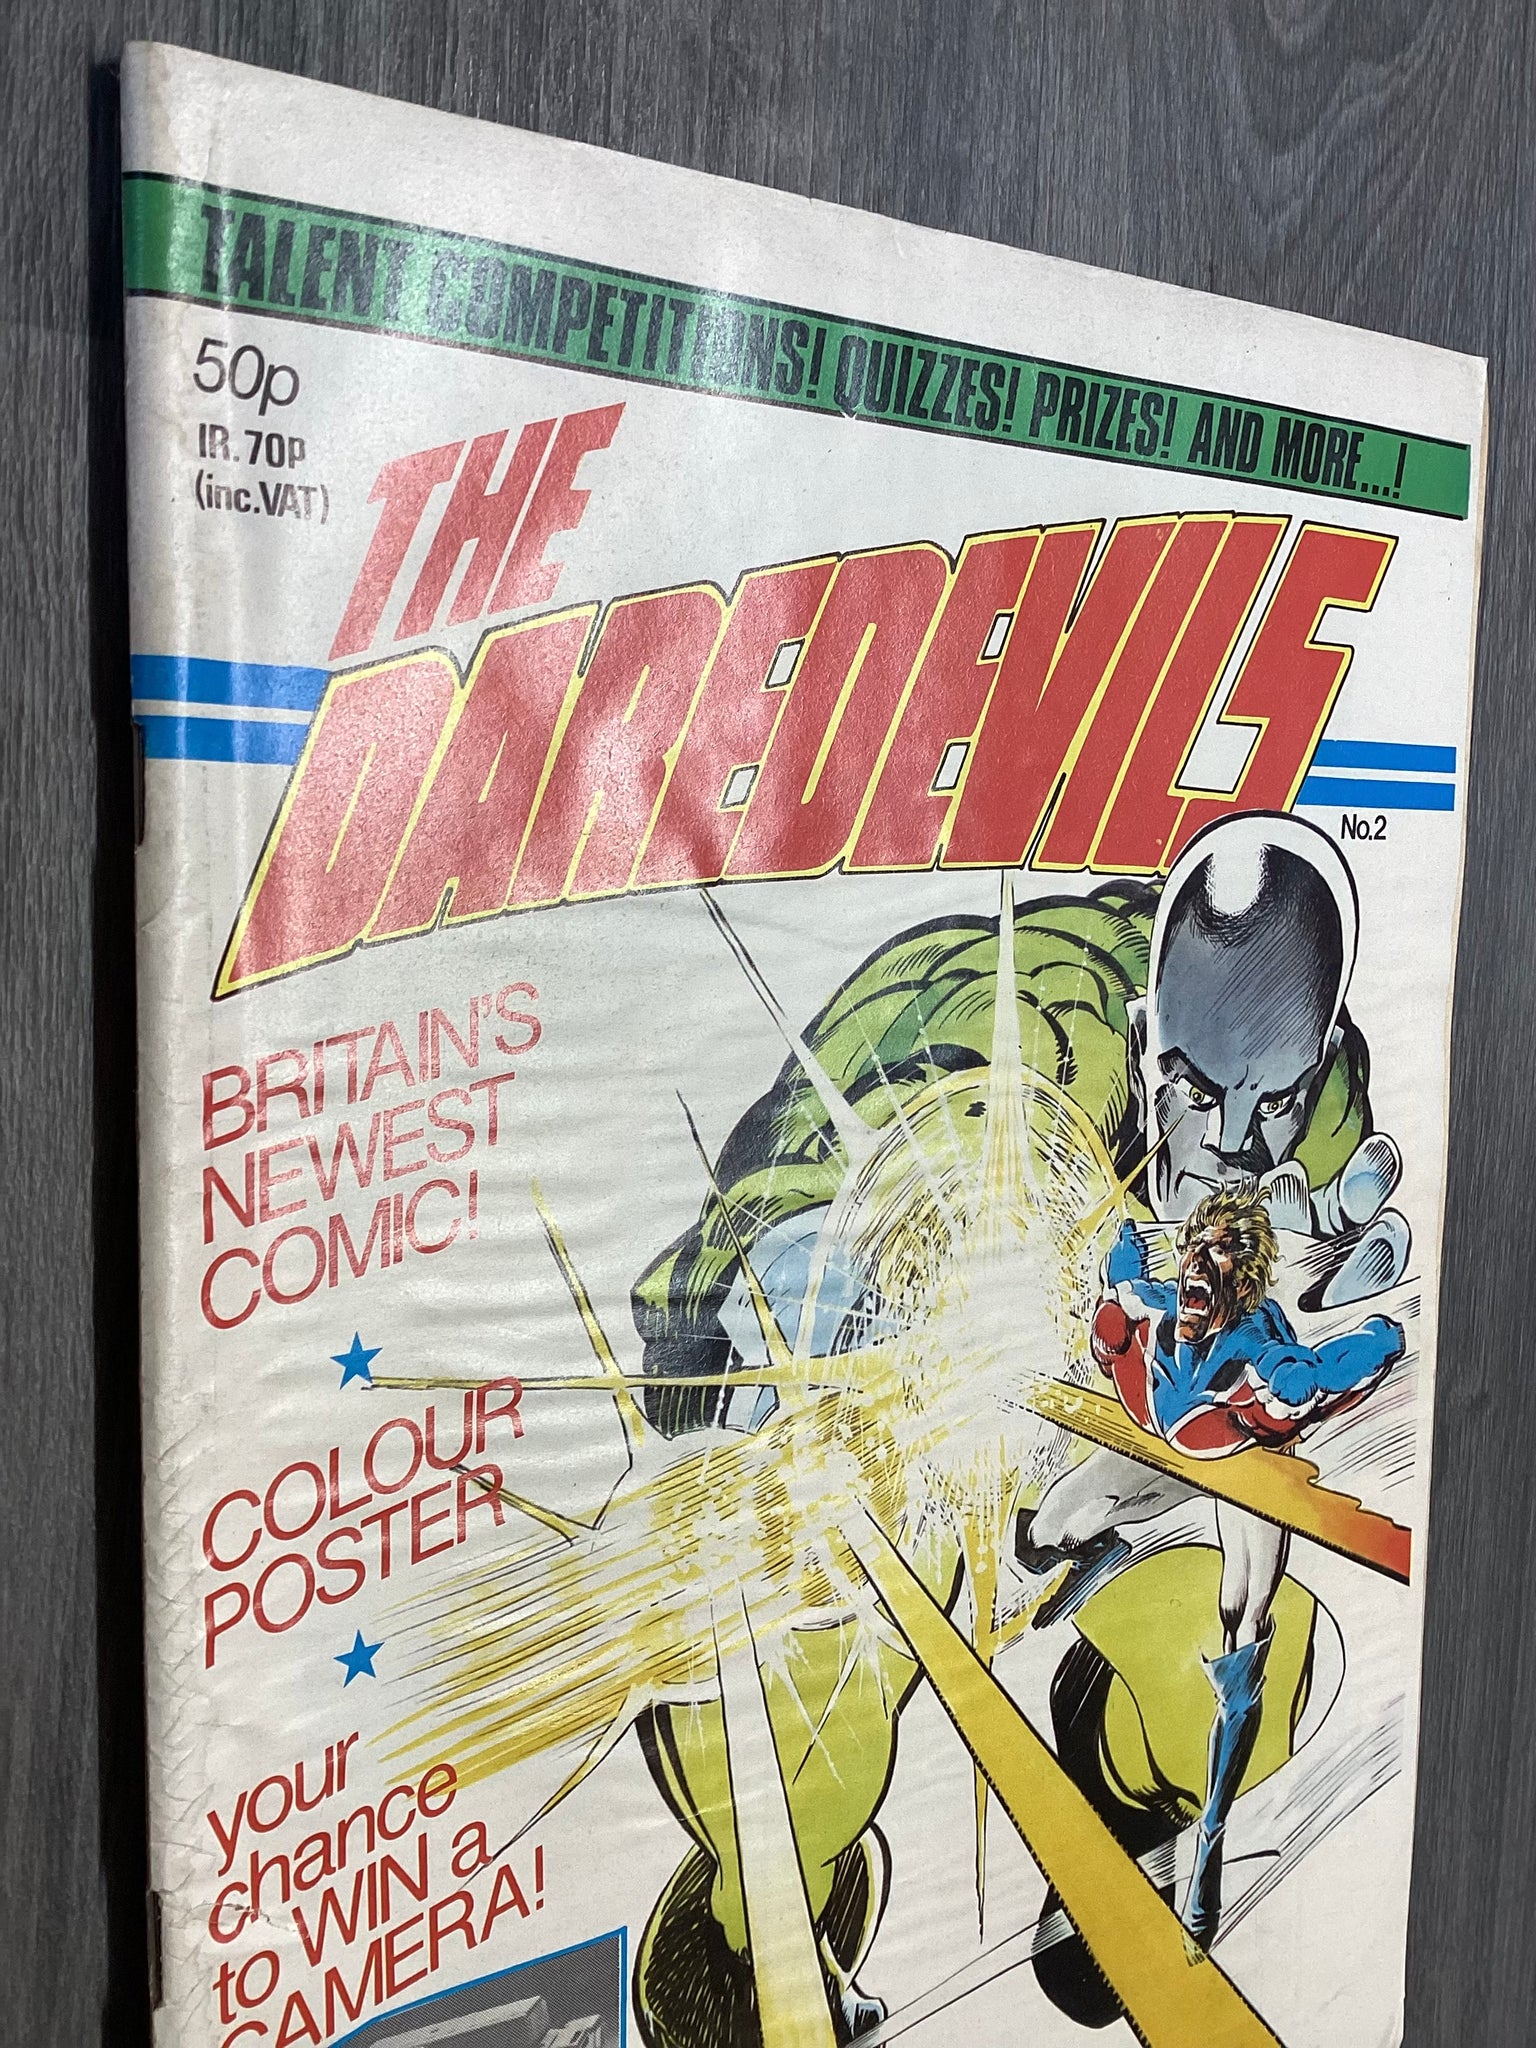 TALENT COMPETITIONS! QUIZZES! PRIZES! AND MORE...!
50p
IR.70p
(inc.VAT)
THE
DAREDEVILS
No.2
BRITAIN'S
NEWEST
COMIC!
COLOUR
POSTER
your
chance
to WIN a
CAMERA!